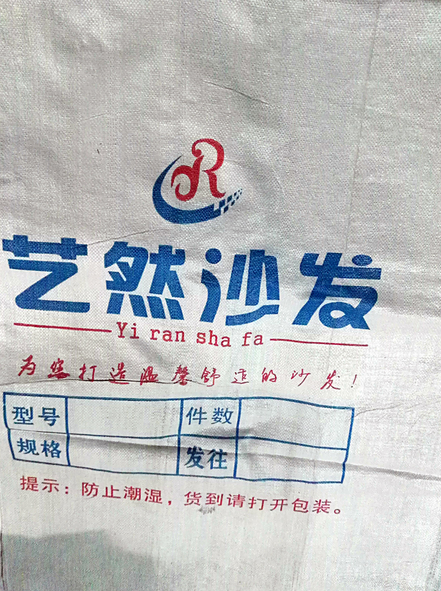 R
艺然沙发
Yi ran sha fa
为您打造温馨舒适的沙发！
型号 件数
规格 发往
提示：防止潮湿，货到请打开包装。